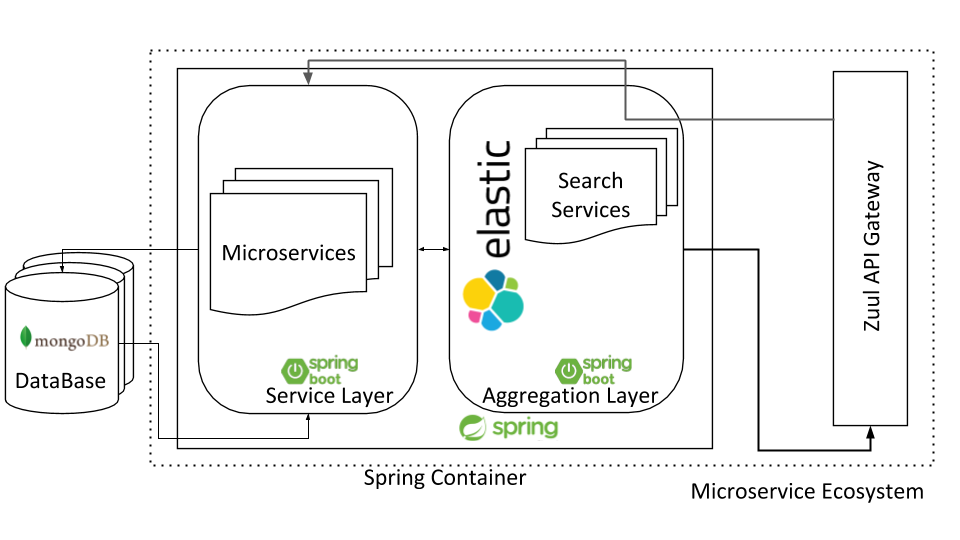 Microservices
spring
boot
Service Layer
elastic
Search
Services
spring
boot
Aggregation Layer
spring
Zuul API Gateway
mongoDB
DataBase
Spring Container
Microservice Ecosystem